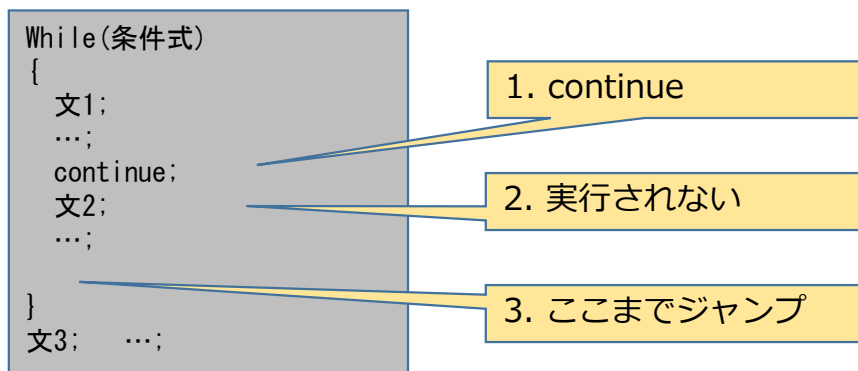 While(条件式)
{
文1;
…;
continue;
文2;
…;
}
文3; …;
1. continue
2. 実行されない
3. ここまでジャンプ